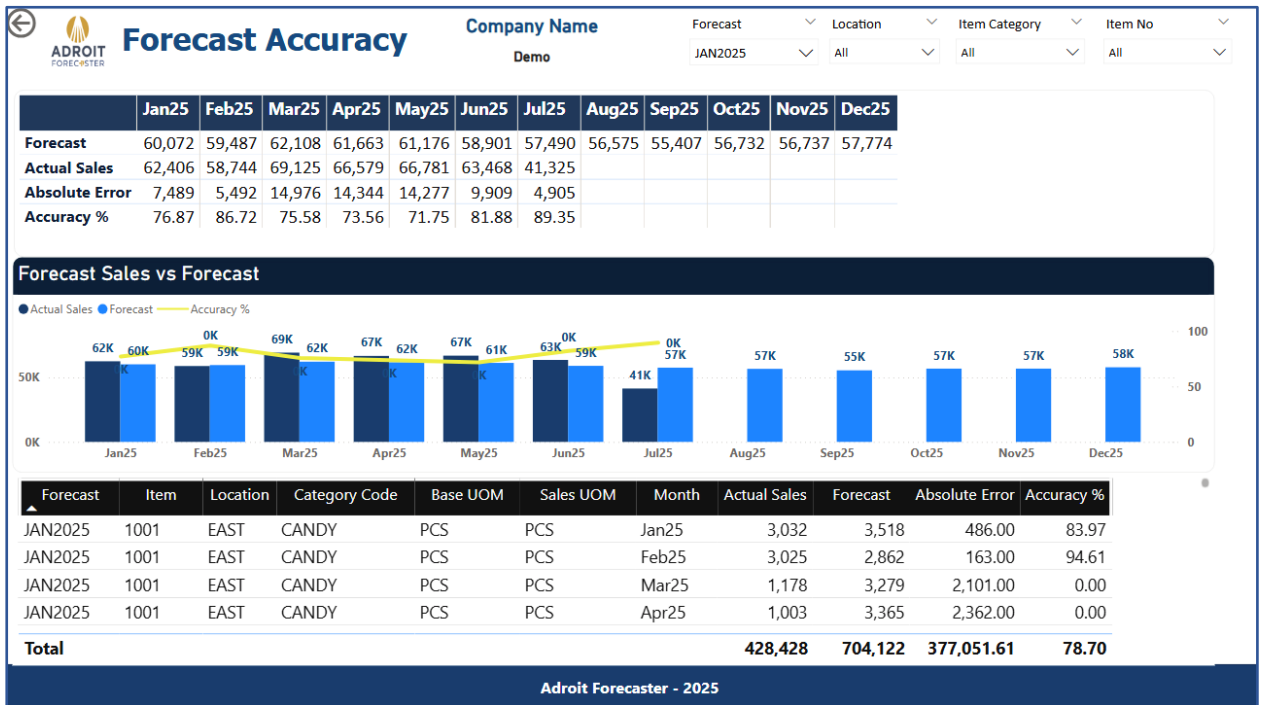 ADROIT
FORECASTER
Forecast Accuracy
Company Name
Demo
Forecast Location Item Category Item No
JAN2025 All All All
Jan25 Feb25 Mar25 Apr25 May25 Jun25 Jul25 Aug25 Sep25 Oct25 Nov25 Dec25
Forecast 60,072 59,487 62,108 61,663 61,176 58,901 57,490 56,575 55,407 56,732 56,737 57,774
Actual Sales 62,406 58,744 69,125 66,579 66,781 63,468 41,325
Absolute Error 7,489 5,492 14,976 14,344 14,277 9,909 4,905
Accuracy % 76.87 86.72 75.58 73.56 71.75 81.88 89.35
Forecast Sales vs Forecast
Actual Sales Forecast Accuracy %
62K 60K 0K 59K 0K 59K 69K 62K 0K 67K 62K 0K 67K 61K 0K 63K 0K 59K 41K 0K 57K 57K 55K 57K 57K 58K
100
50K 50
0K 0
Jan25 Feb25 Mar25 Apr25 May25 Jun25 Jul25 Aug25 Sep25 Oct25 Nov25 Dec25
Forecast Item Location Category Code Base UOM Sales UOM Month Actual Sales Forecast Absolute Error Accuracy %
JAN2025 1001 EAST CANDY PCS PCS Jan25 3,032 3,518 486.00 83.97
JAN2025 1001 EAST CANDY PCS PCS Feb25 3,025 2,862 163.00 94.61
JAN2025 1001 EAST CANDY PCS PCS Mar25 1,178 3,279 2,101.00 0.00
JAN2025 1001 EAST CANDY PCS PCS Apr25 1,003 3,365 2,362.00 0.00
Total 428,428 704,122 377,051.61 78.70
Adroit Forecaster - 2025